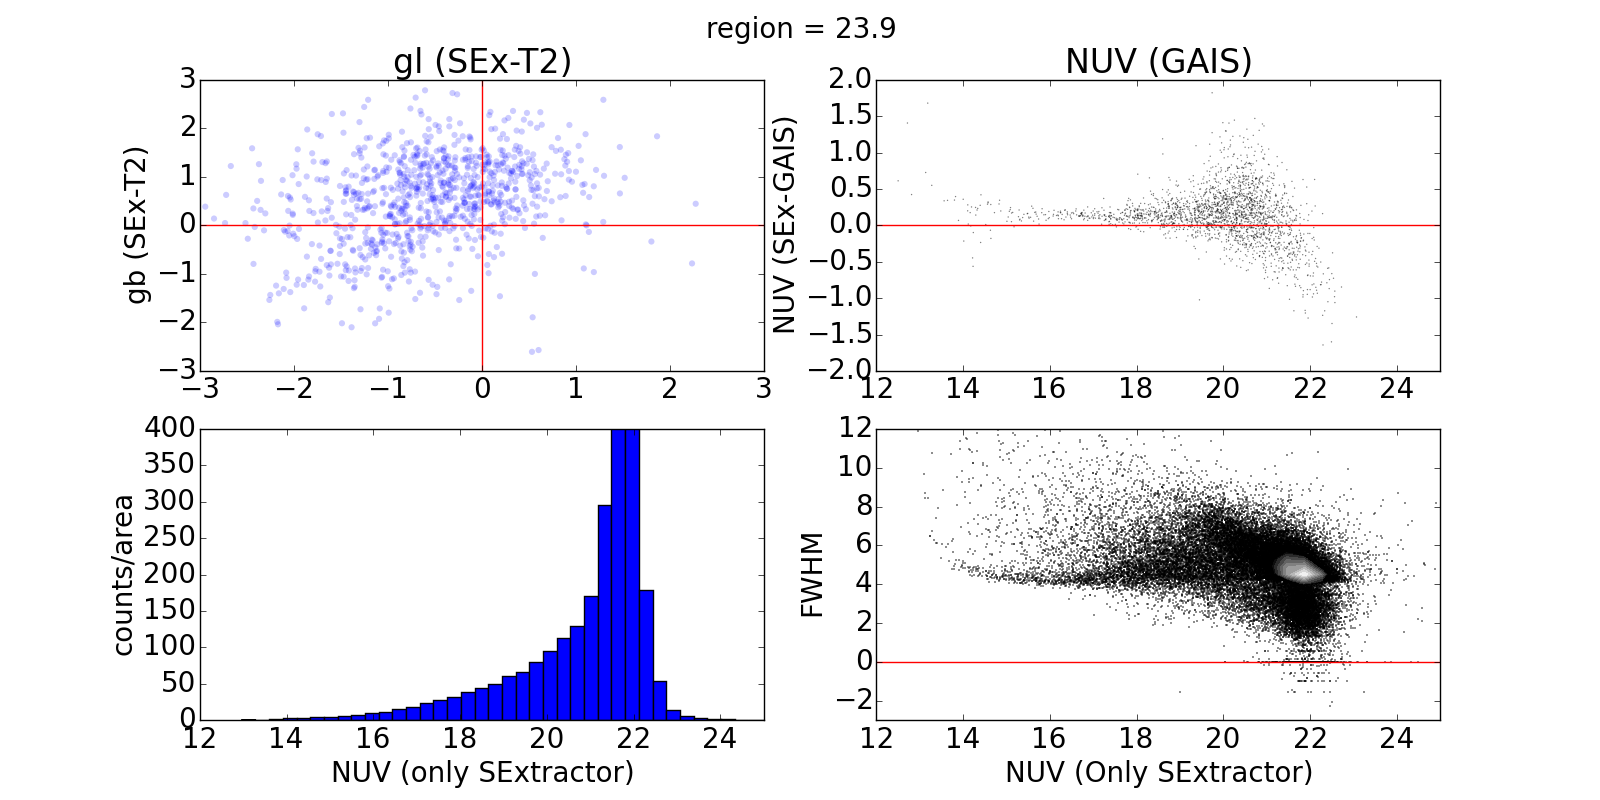 region = 23.9
gl (SEx-T2)
NUV (GAIS)
gb (SEx-T2)
3
2
1
0
−1
−2
−3
−3 −2 −1 0 1 2 3
NUV (SEx-GAIS)
2.0
1.5
1.0
0.5
0.0
−0.5
−1.0
−1.5
−2.0
12 14 16 18 20 22 24
counts/area
400
350
300
250
200
150
100
50
0
12 14 16 18 20 22 24
NUV (only SExtractor)
FWHM
12
10
8
6
4
2
0
−2
12 14 16 18 20 22 24
NUV (Only SExtractor)